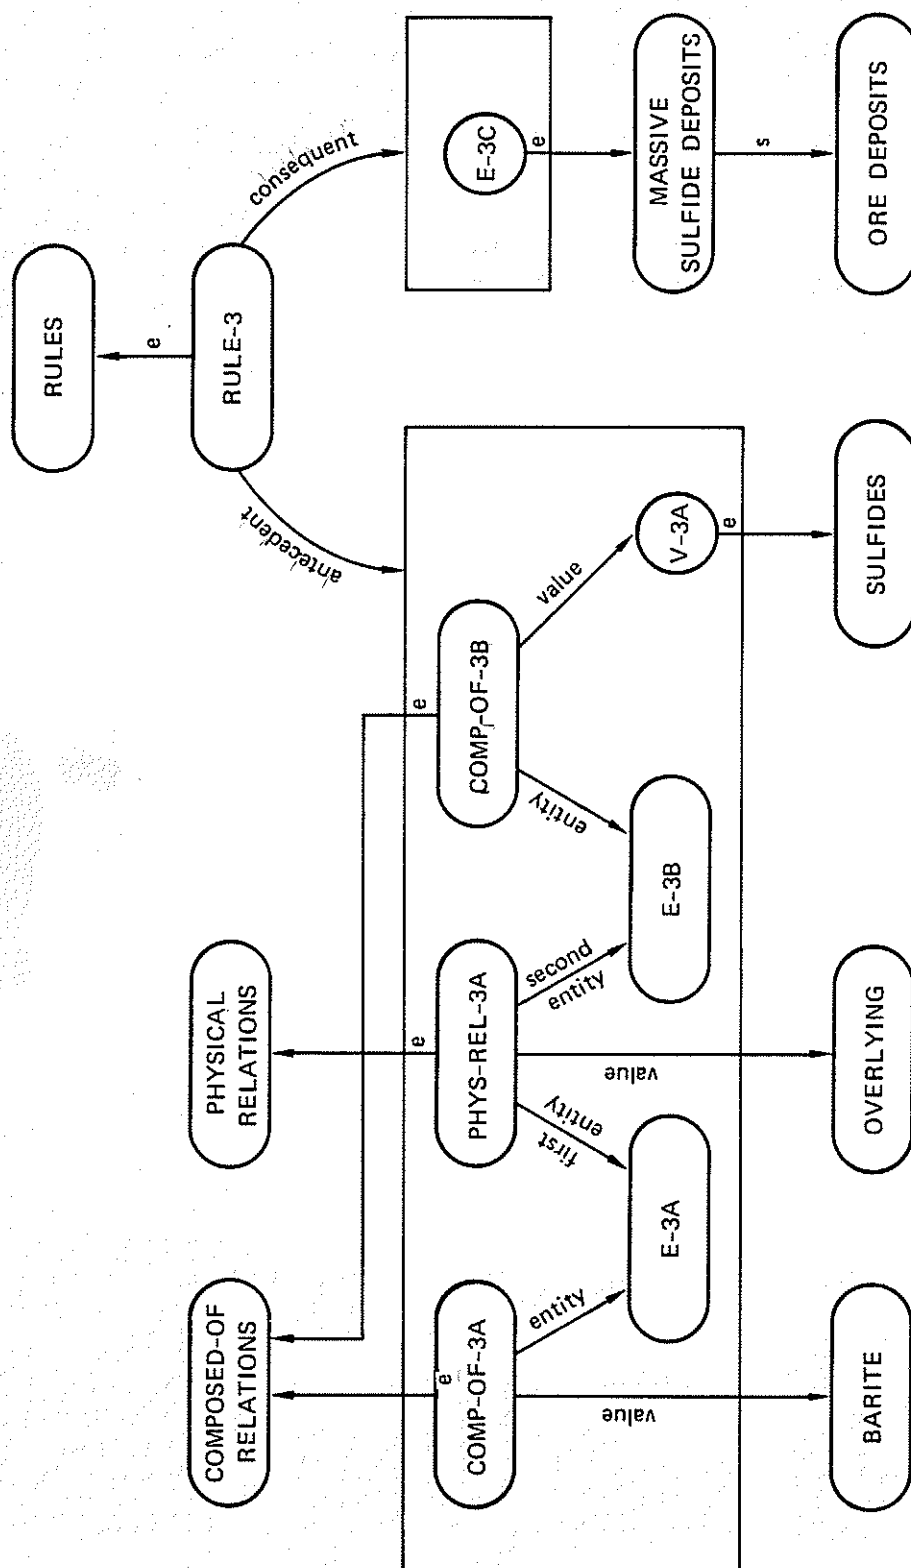 RULES
e
RULE-3
antecedent
consequent
COMPOSED-OF
RELATIONS
PHYSICAL
RELATIONS
e
e
e
COMP-OF-3A
PHYS-REL-3A
COMP-OF-3B
E-3C
value
entity
first
entity
value
second
entity
entity
value
e
E-3A
E-3B
V-3A
MASSIVE
SULFIDE DEPOSITS
e
s
BARITE
OVERLYING
SULFIDES
ORE DEPOSITS